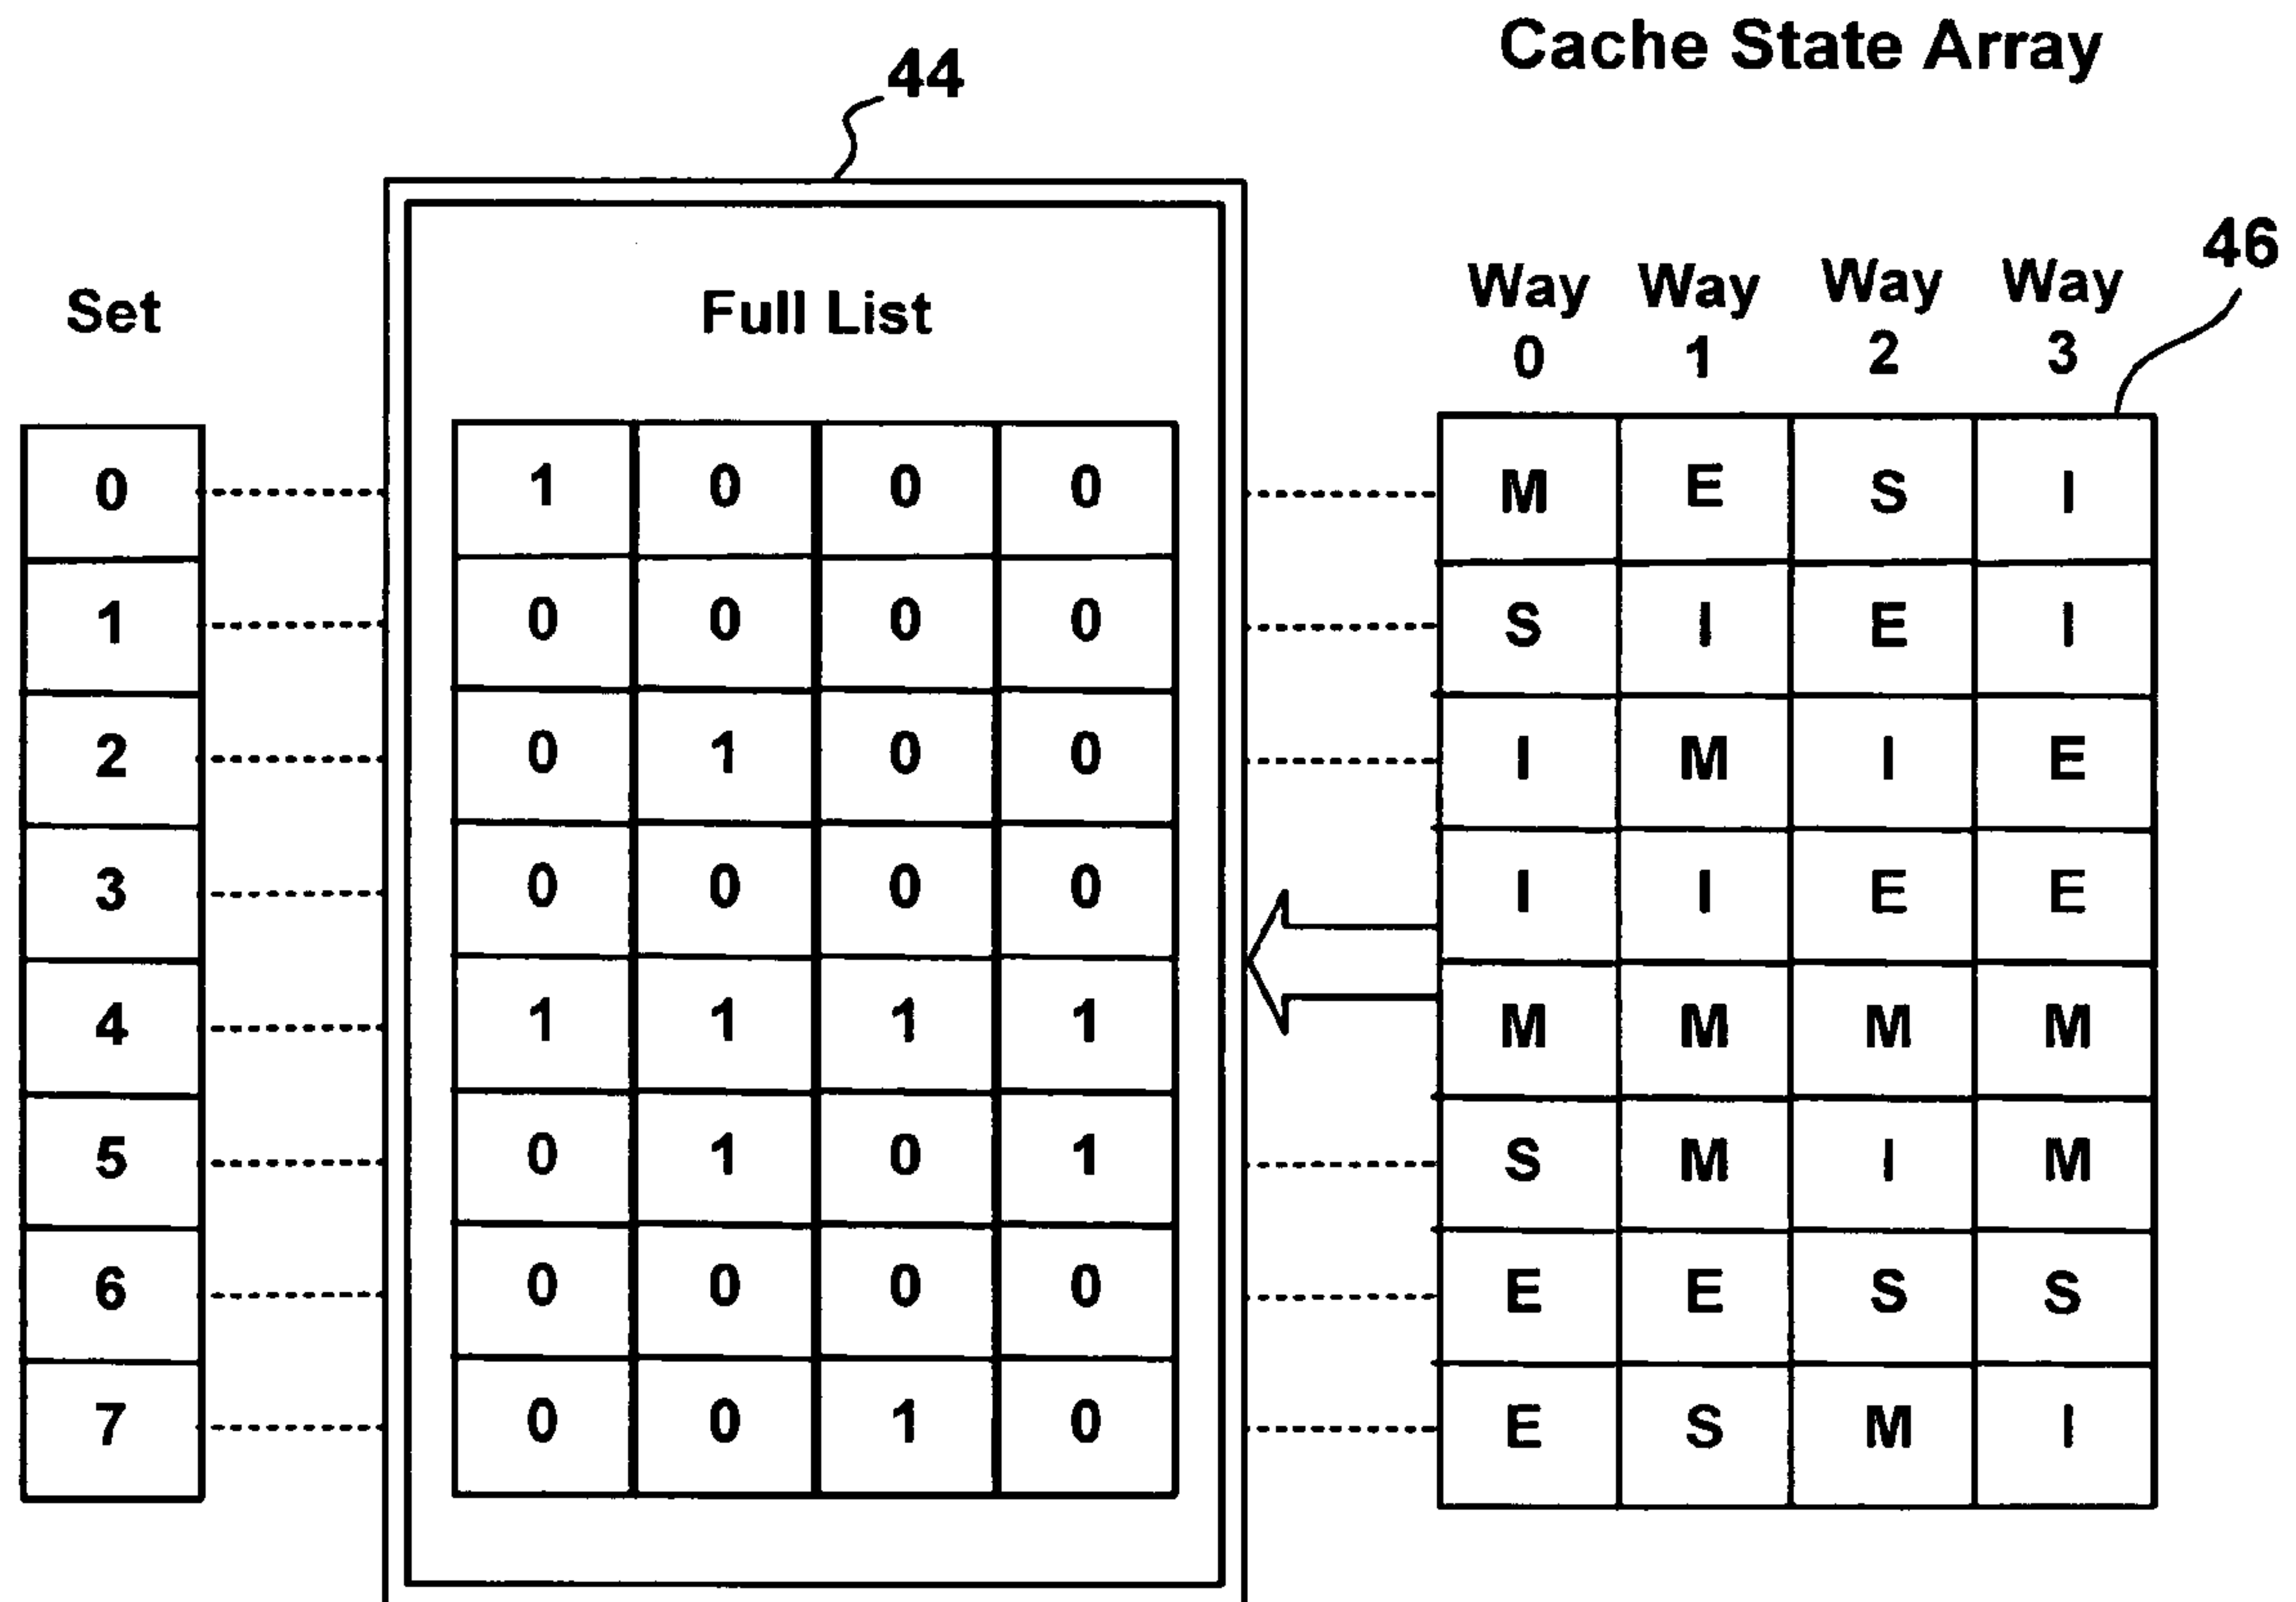 Cache State Array
44
46
Set
Full List
Way Way Way Way
0 1 2 3
0 1 0 0 0 M E S I
1 0 0 0 0 S I E I
2 0 1 0 0 I M I E
3 0 0 0 0 I I E E
4 1 1 1 1 M M M M
5 0 1 0 1 S M I M
6 0 0 0 0 E E S S
7 0 0 1 0 E S M I